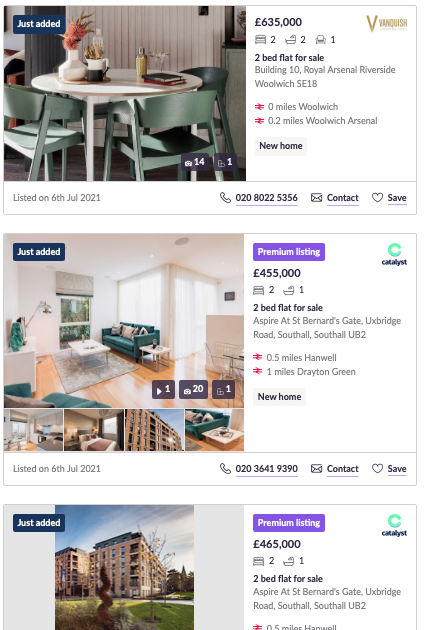 Just added
14
1
£635,000
VANQUISH
2 2 1
2 bed flat for sale
Building 10, Royal Arsenal Riverside
Woolwich SE18
0 miles Woolwich
0.2 miles Woolwich Arsenal
New home
Listed on 6th Jul 2021
020 8022 5356
Contact
Save
Just added
1
20
1
Premium listing
catalyst
£455,000
2 1
2 bed flat for sale
Aspire At St Bernard's Gate, Uxbridge
Road, Southall, Southall UB2
0.5 miles Hanwell
1 miles Drayton Green
New home
Listed on 6th Jul 2021
020 3641 9390
Contact
Save
Just added
Premium listing
catalyst
£465,000
2 1
2 bed flat for sale
Aspire At St Bernard's Gate, Uxbridge
Road, Southall, Southall UB2
0.5 miles Hanwell